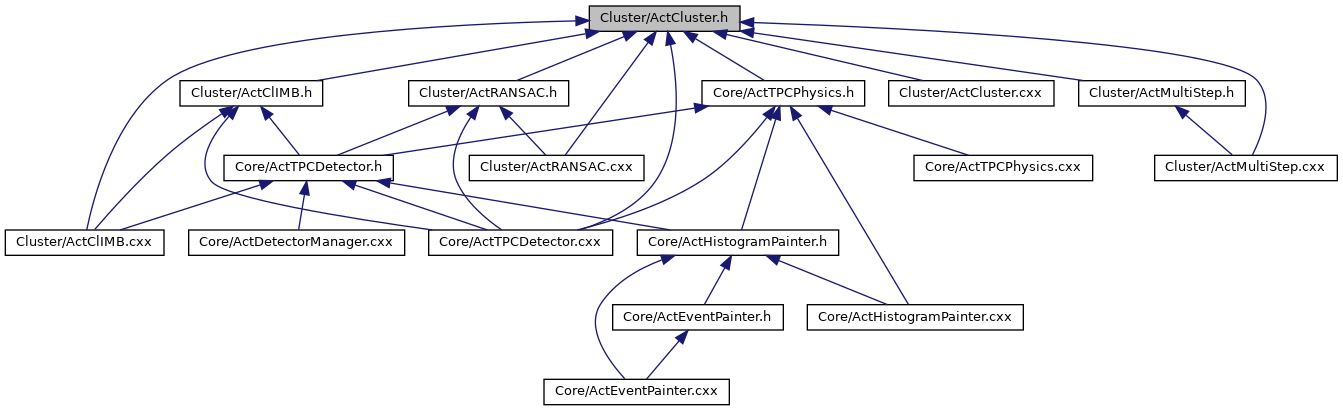 Cluster/ActCluster.h
Cluster/ActClIMB.h
Cluster/ActRANSAC.h
Core/ActTPCPhysics.h
Cluster/ActCluster.cxx
Cluster/ActMultiStep.h
Core/ActTPCDetector.h
Cluster/ActRANSAC.cxx
Core/ActTPCPhysics.cxx
Cluster/ActMultiStep.cxx
Cluster/ActClIMB.cxx
Core/ActDetectorManager.cxx
Core/ActTPCDetector.cxx
Core/ActHistogramPainter.h
Core/ActEventPainter.h
Core/ActHistogramPainter.cxx
Core/ActEventPainter.cxx